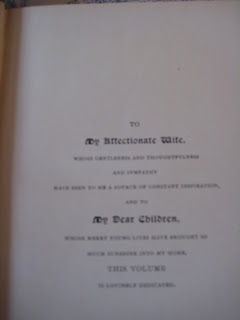 TO
My Affectionate Wife,
WHOSE GENTLENESS AND THOUGHTFULNESS
AND SYMPATHY
HAVE BEEN TO ME A SOURCE OF CONSTANT INSPIRATION,
AND TO
My Dear Children,
WHOSE MERRY YOUNG LIVES HAVE BROUGHT SO
MUCH SUNSHINE INTO MY WORK,
THIS VOLUME
IS LOVINGLY DEDICATED.